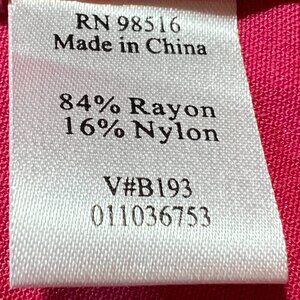 RN 98516
Made in China
84% Rayon
16% Nylon
V#B193
011036753